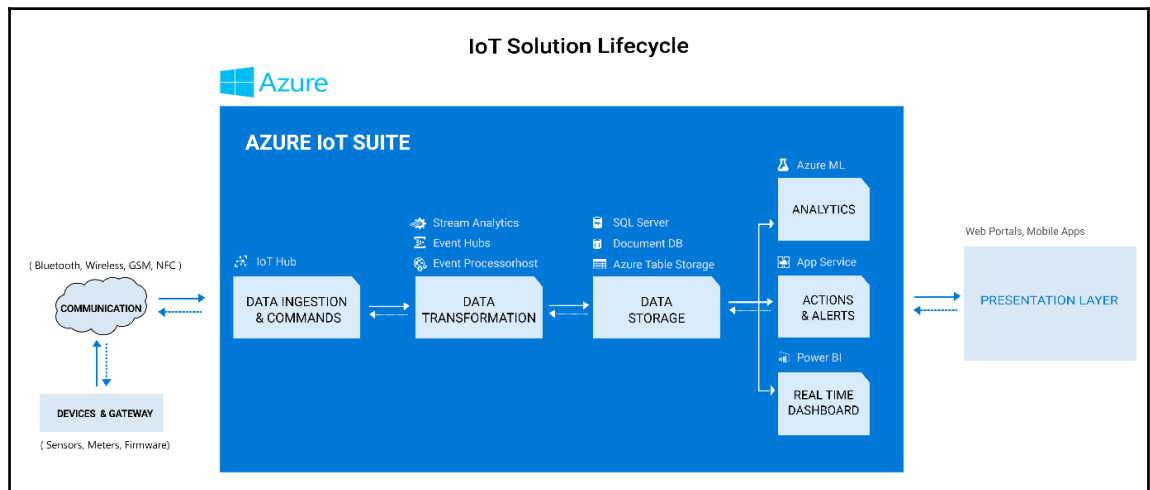 IoT Solution Lifecycle
Azure
AZURE IoT SUITE
Azure ML
ANALYTICS
Stream Analytics
Event Hubs
Event Processorhost
SQL Server
Document DB
Azure Table Storage
Web Portals, Mobile Apps
( Bluetooth, Wireless, GSM, NFC )
COMMUNICATION
IoT Hub
DATA INGESTION
& COMMANDS
DATA
TRANSFORMATION
DATA
STORAGE
App Service
ACTIONS
& ALERTS
PRESENTATION LAYER
Power BI
REAL TIME
DASHBOARD
DEVICES & GATEWAY
( Sensors, Meters, Firmware)